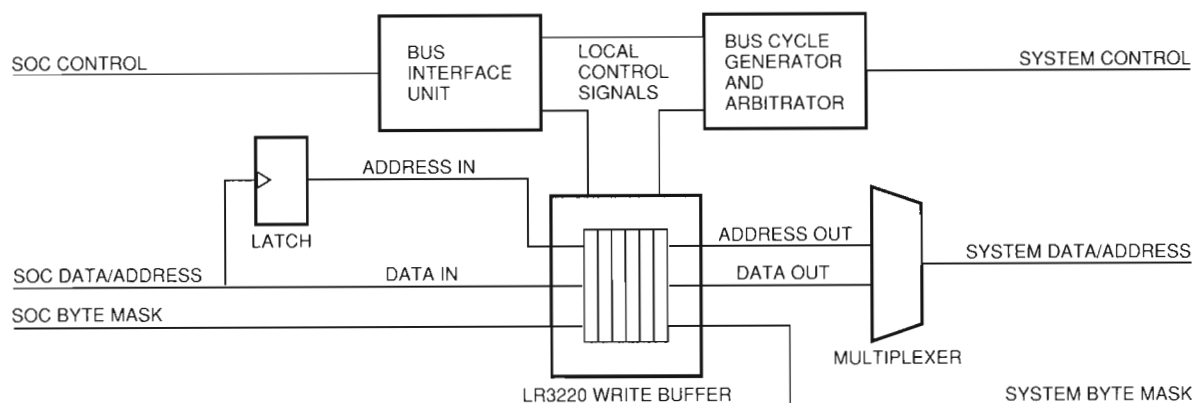 BUS
INTERFACE
UNIT
LOCAL
CONTROL
SIGNALS
BUS CYCLE
GENERATOR
AND
ARBITRATOR
SOC CONTROL
SYSTEM CONTROL
ADDRESS IN
LATCH
ADDRESS OUT
SOC DATA/ADDRESS
DATA IN
DATA OUT
SYSTEM DATA/ADDRESS
SOC BYTE MASK
MULTIPLEXER
LR3220 WRITE BUFFER
SYSTEM BYTE MASK